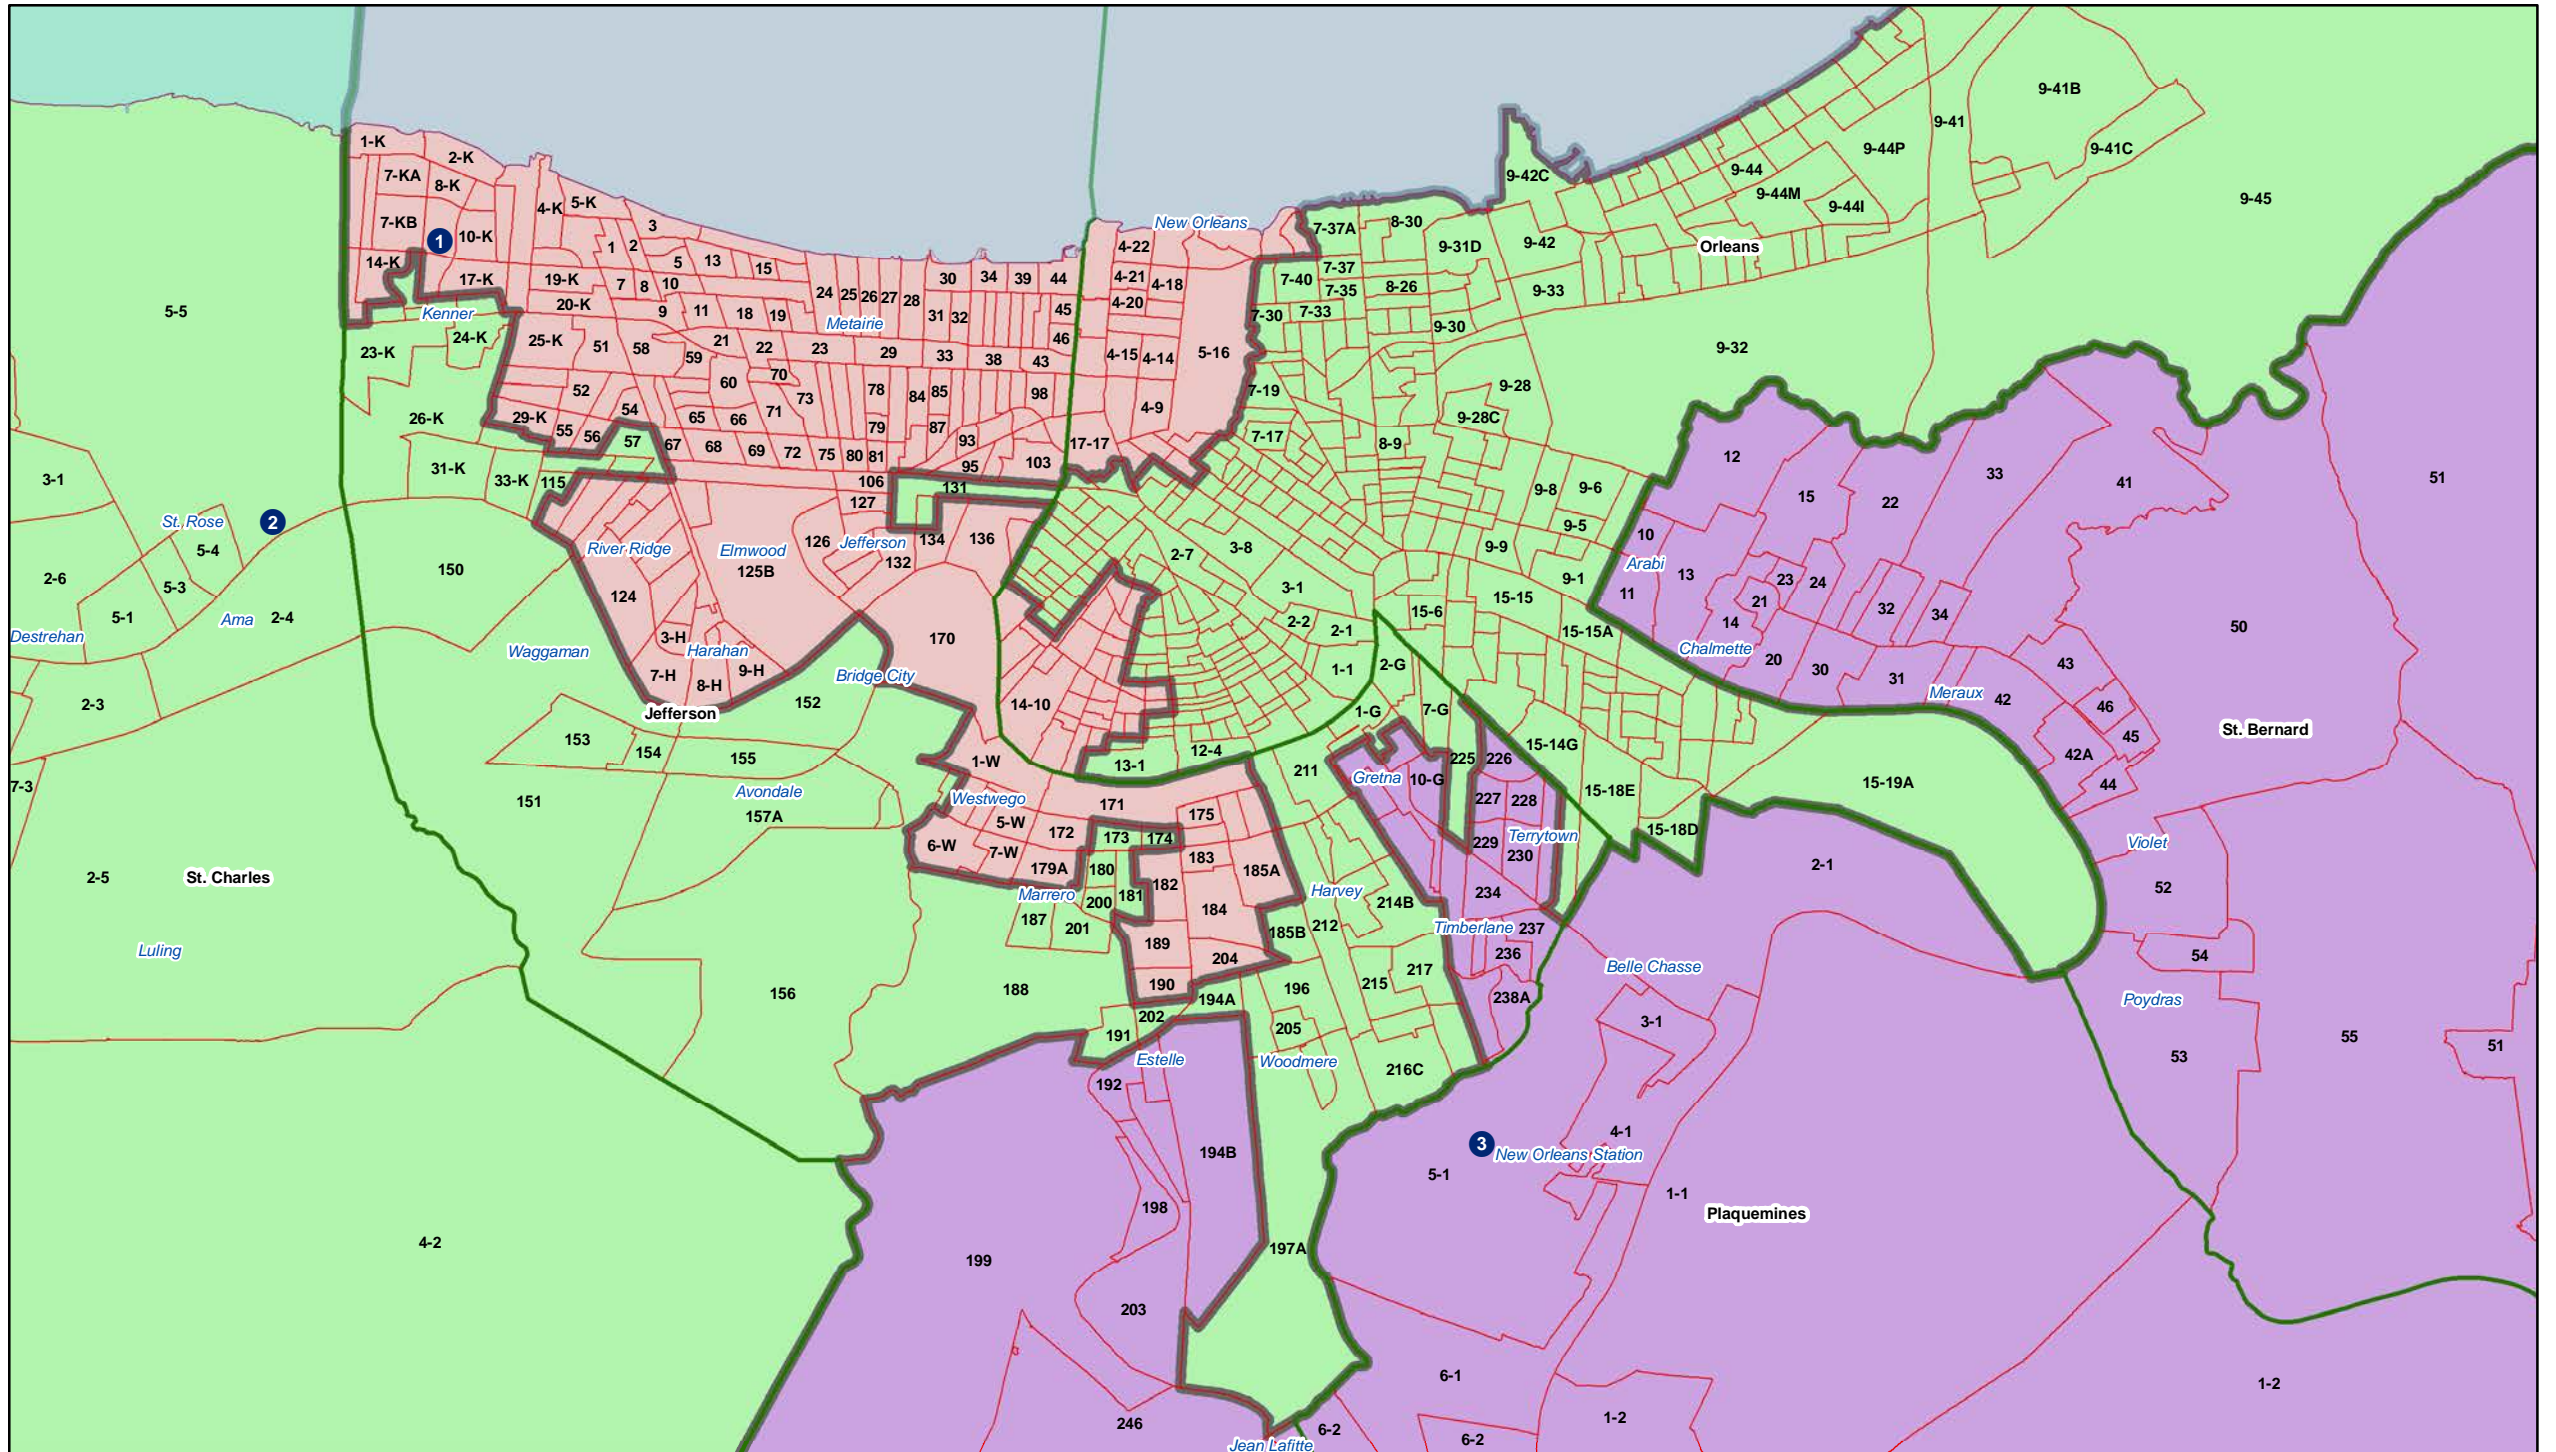 9-41B
9-41
1-K
2-K
9-44P
9-41C
7-KA
8-K
9-42C
9-44
9-44M
9-45
4-K
5-K
9-44I
7-KB
3
New Orleans
7-37A
8-30
1
10-K
1
2
4-22
9-31D
9-42
Orleans
14-K
5
13
15
7-37
17-K
19-K
7
8
10
30
34
39
44
4-21
4-18
7-40
7-35
8-26
9-33
24
25
26
27
28
5-5
20-K
9
11
18
19
31
32
45
4-20
7-30
7-33
Kenner
Metairie
9-30
24-K
25-K
51
58
21
22
23
29
46
23-K
59
33
38
43
4-15
4-14
5-16
9-32
70
60
52
73
78
84
85
98
7-19
9-28
26-K
29-K
54
65
66
71
4-9
9-28C
55
56
57
67
68
69
72
79
87
93
17-17
7-17
8-9
75
80
81
95
103
12
31-K
33-K
115
106
131
3-1
127
9-8
9-6
15
22
33
41
51
St. Rose
2
9-5
5-4
River Ridge
Elmwood
126
Jefferson
134
136
2-7
3-8
9-9
10
125B
132
Arabi
2-6
5-3
150
3-1
9-1
13
23
24
124
15-15
11
21
5-1
Ama
2-4
15-6
14
32
34
50
Destrehan
3-H
170
2-2
2-1
15-15A
Waggaman
Harahan
Chalmette
7-H
9-H
Bridge City
1-1
2-G
20
30
31
43
8-H
2-3
152
14-10
1-G
7-G
Meraux
42
46
Jefferson
St. Bernard
153
154
155
1-W
13-1
12-4
225
226
15-14G
45
42A
7-3
151
Avondale
Westwego
211
Gretna
10-G
15-18E
15-19A
44
157A
171
175
227
228
5-W
172
173
174
229
Terrytown
230
15-18D
Violet
6-W
7-W
183
2-1
2-5
St. Charles
179A
180
182
185A
Marrero
181
200
Harvey
214B
234
52
187
201
184
185B
212
Timberlane
237
Luling
189
204
236
54
Belle Chasse
156
188
190
194A
196
215
217
238A
Poydras
202
205
3-1
191
55
51
53
Estelle
Woodmere
216C
192
4-1
3
New Orleans Station
194B
5-1
1-1
198
Plaquemines
4-2
199
197A
203
6-1
1-2
246
6-2
1-2
6-2
Jean Lafitte